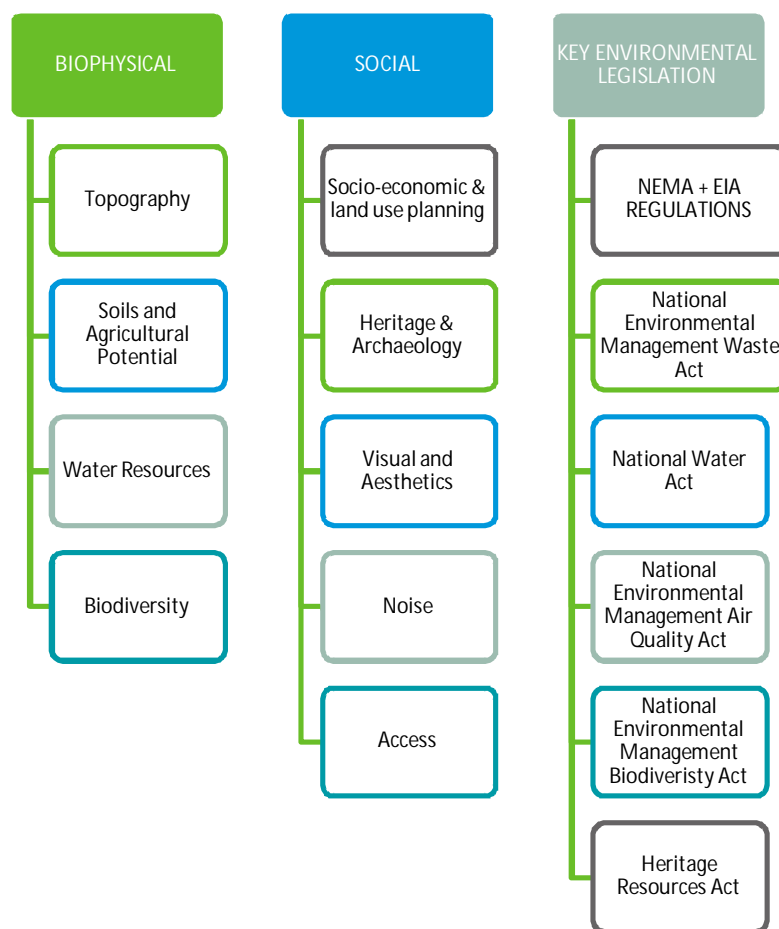 BIOPHYSICAL
Topography
Soils and
Agricultural
Potential
Water Resources
Biodiversity
SOCIAL
Socio-economic &
land use planning
Heritage &
Archaeology
Visual and
Aesthetics
Noise
Access
KEY ENVIRONMENTAL
LEGISLATION
NEMA + EIA
REGULATIONS
National
Environmental
Management Waste
Act
National Water
Act
National
Environmental
Management Air
Quality Act
National
Environmental
Management
Biodiveristy Act
Heritage
Resources Act